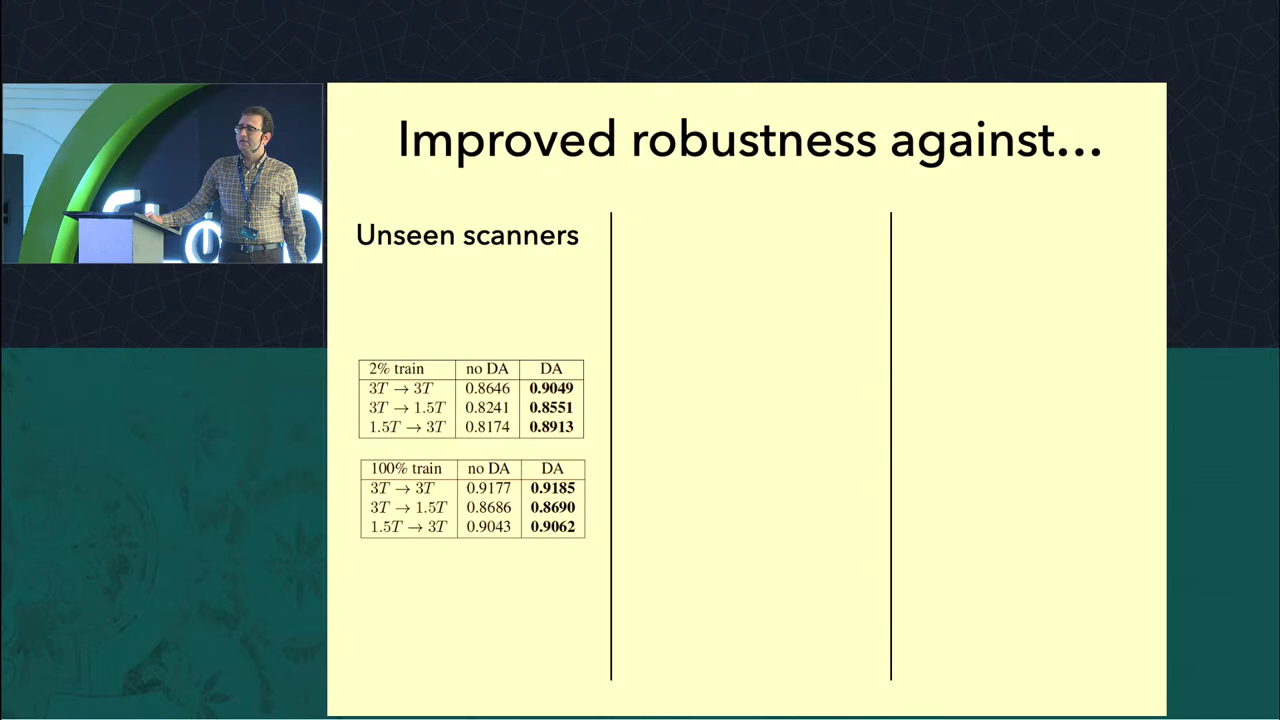 Improved robustness against...
Unseen scanners
2% train no DA DA
3T → 3T 0.8646 0.9049
3T → 1.5T 0.8241 0.8551
1.5T → 3T 0.8174 0.8913
100% train no DA DA
3T → 3T 0.9177 0.9185
3T → 1.5T 0.8686 0.8690
1.5T → 3T 0.9043 0.9062